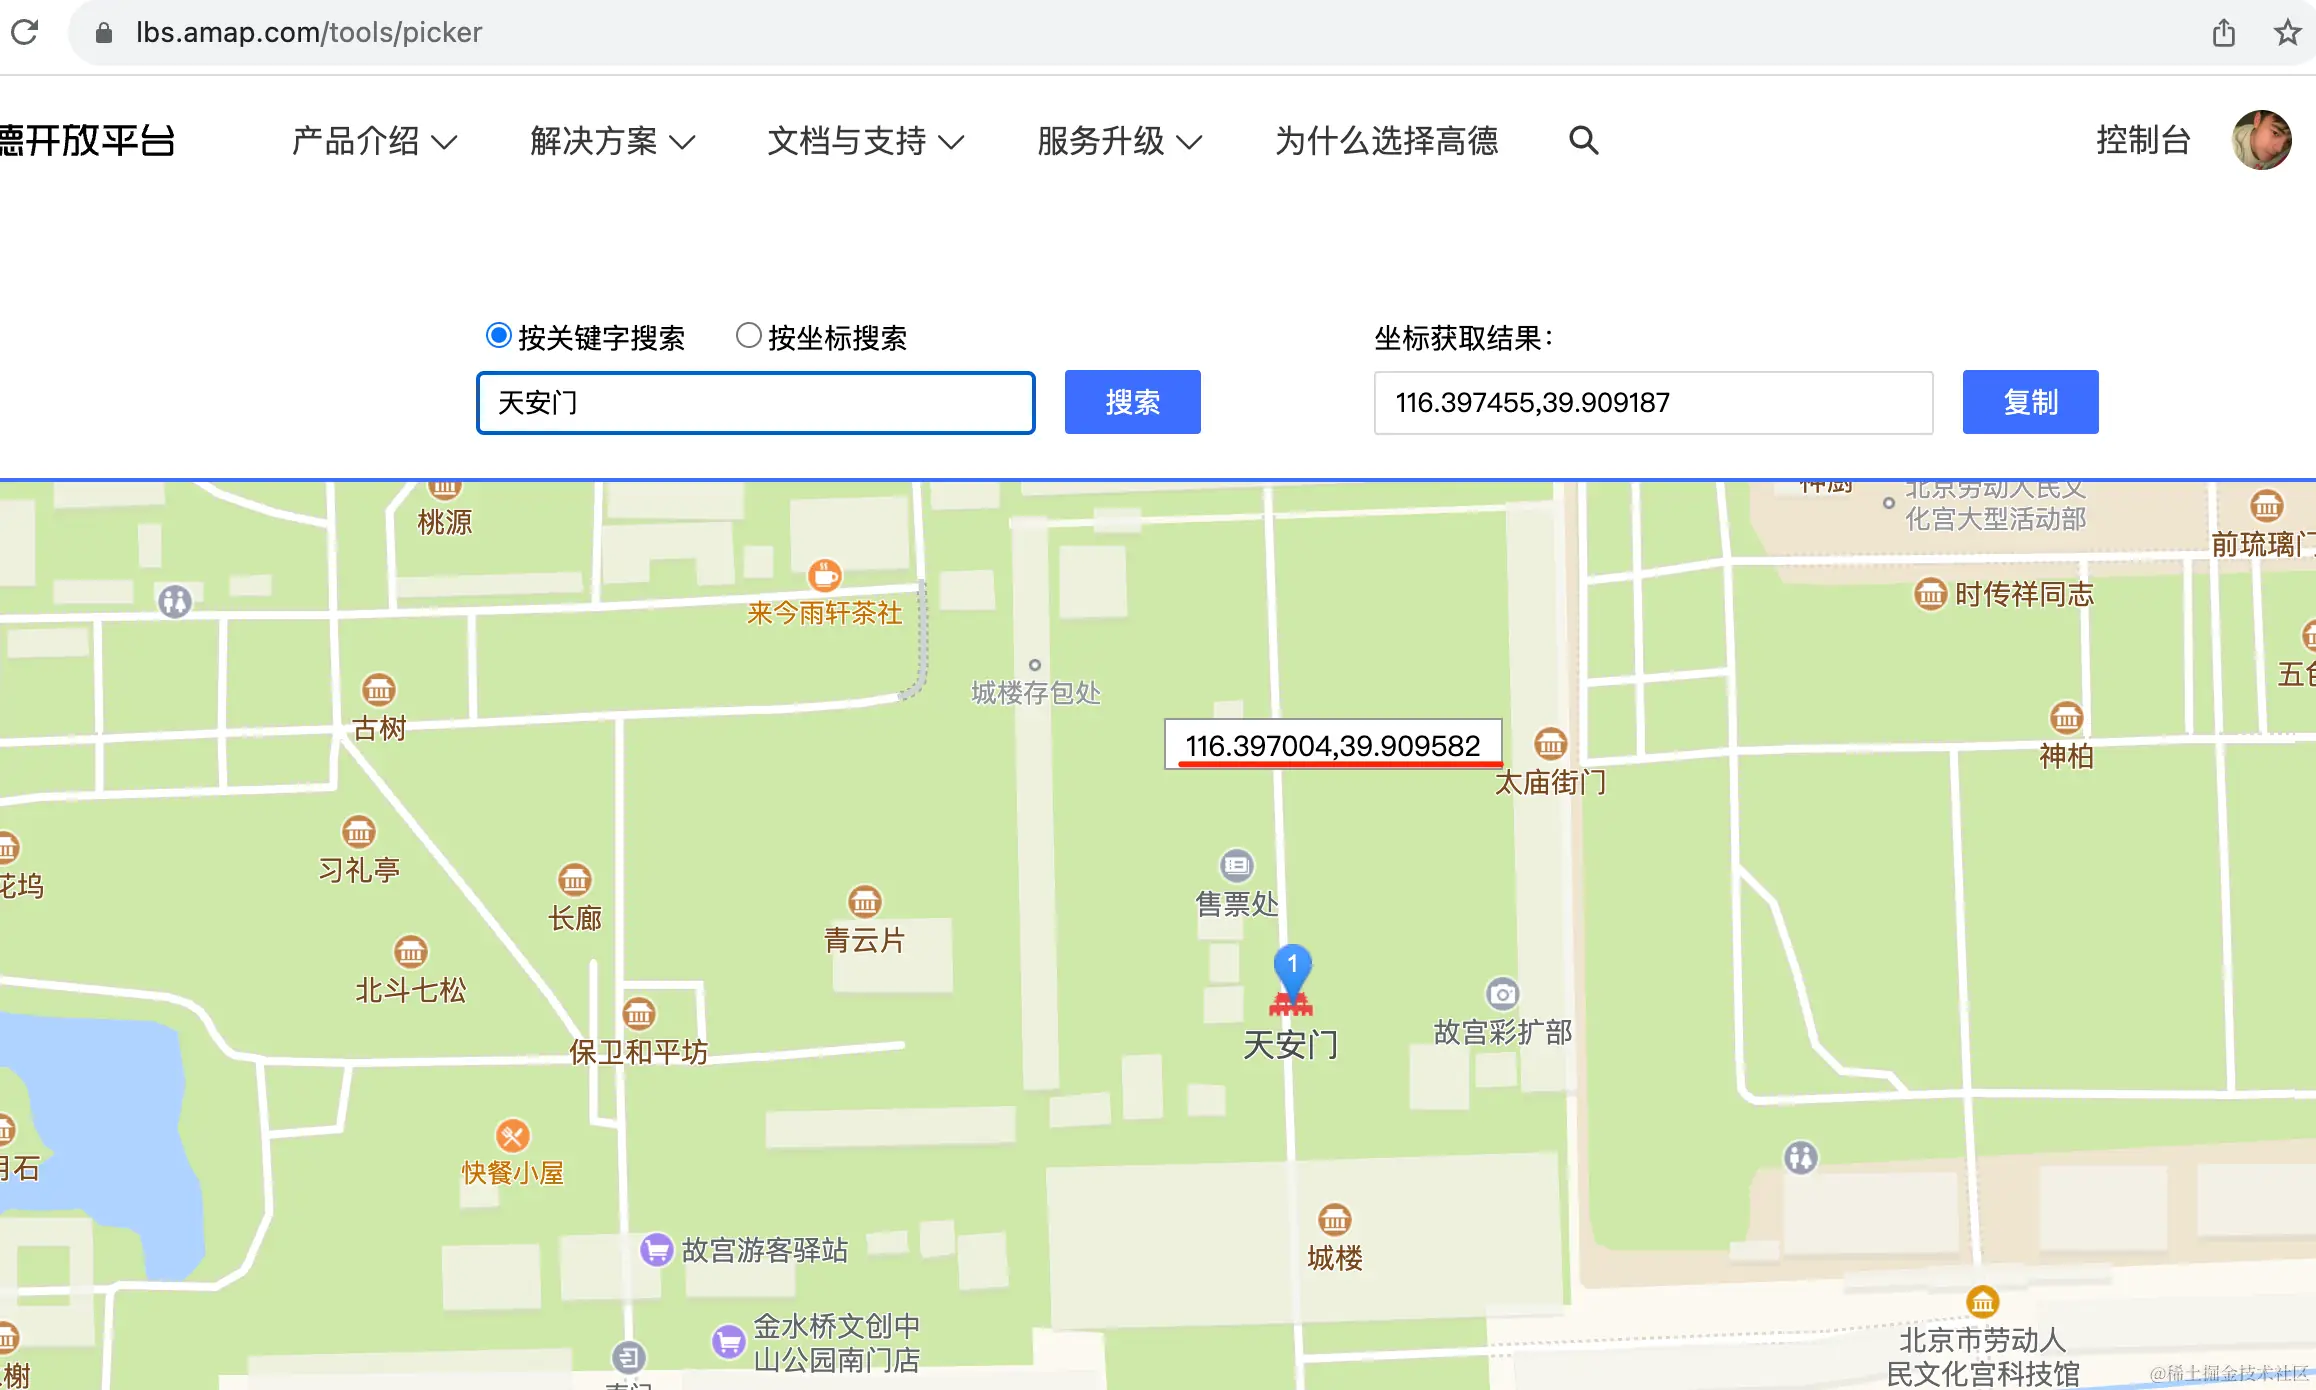 lbs.amap.com/tools/picker
德开放平台
产品介绍
解决方案
文档与支持
服务升级
为什么选择高德
控制台
按关键字搜索
按坐标搜索
坐标获取结果：
天安门
搜索
116.397455,39.909187
复制
神厨
北京劳动人民文
化宫大型活动部
桃源
前琉璃门
来今雨轩茶社
时传祥同志
城楼存包处
五色
古树
116.397004,39.909582
神柏
太庙街门
习礼亭
花坞
售票处
长廊
青云片
1
北斗七松
故宫彩扩部
天安门
保卫和平坊
月石
快餐小屋
故宫游客驿站
城楼
金水桥文创中
山公园南门店
北京市劳动人
民文化宫科技馆
榭
南门
@稀土掘金技术社区